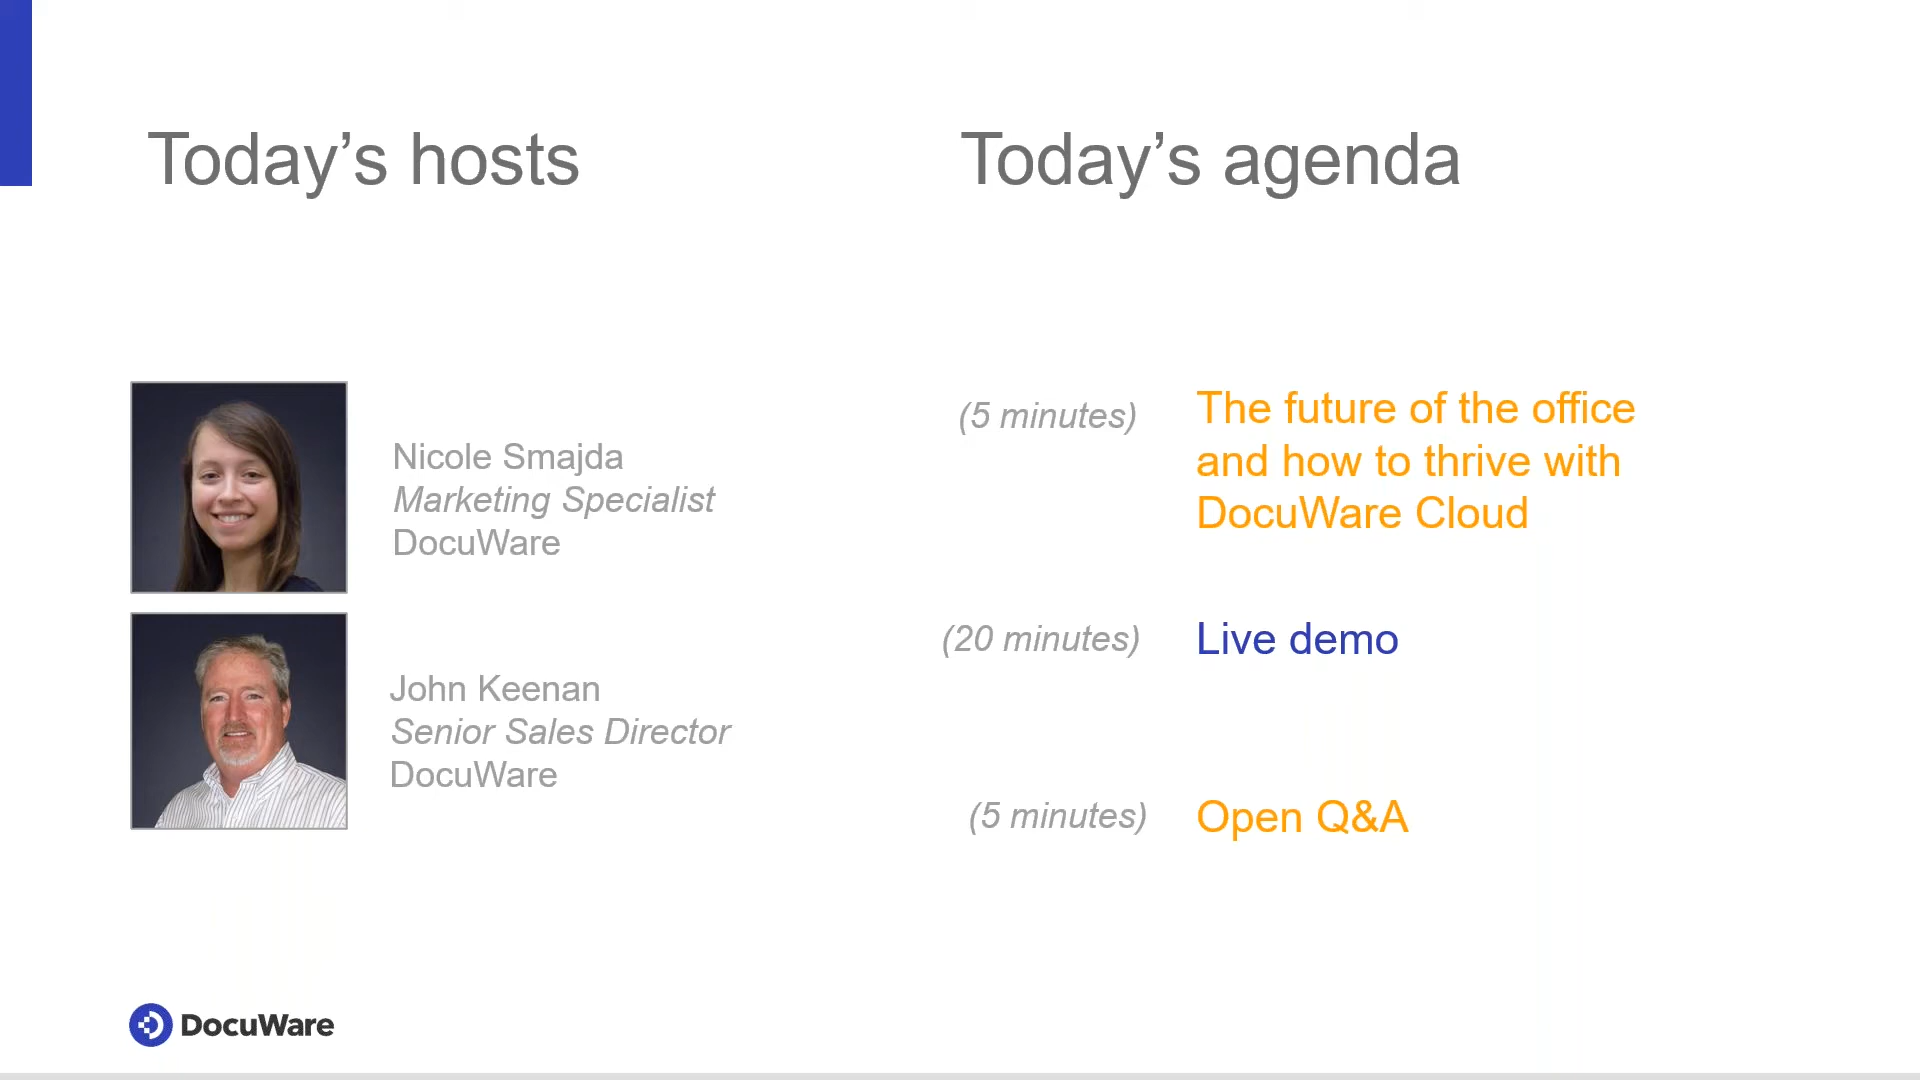 Today’s hosts
Nicole Smajda
Marketing Specialist
DocuWare
John Keenan
Senior Sales Director
DocuWare
Today’s agenda
(5 minutes)
The future of the office
and how to thrive with
DocuWare Cloud
(20 minutes)
Live demo
(5 minutes)
Open Q&A
DocuWare